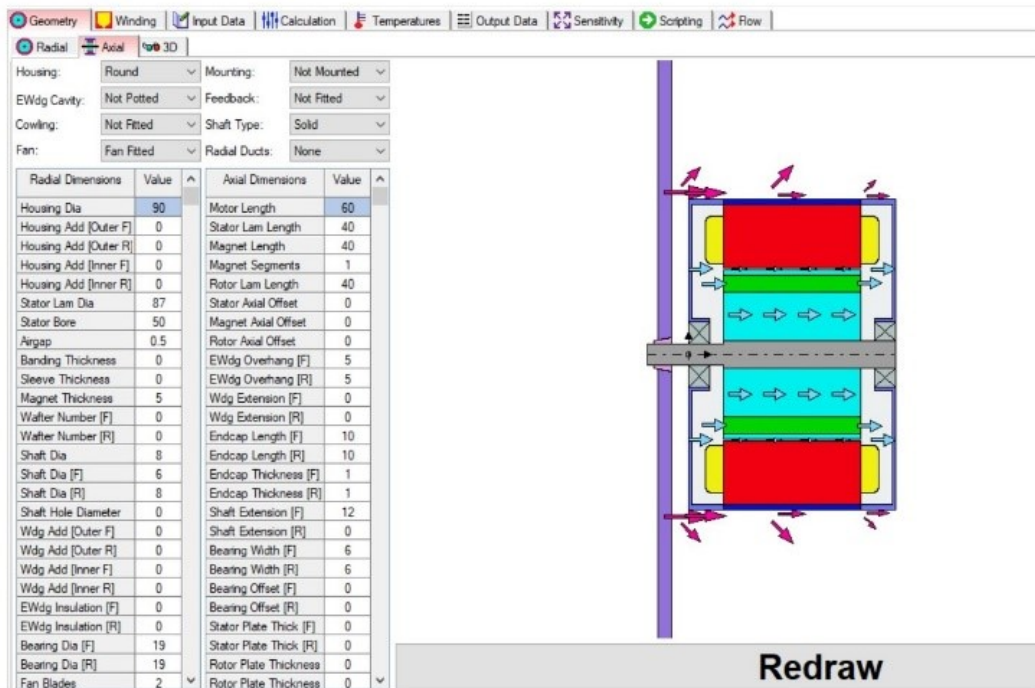 Geometry Winding Input Data Calculation Temperatures Output Data Sensitivity Scripting Flow
Radial Axial 3D
Housing: Round Mounting: Not Mounted
EWdg Cavity: Not Potted Feedback: Not Fitted
Cowling: Not Fitted Shaft Type: Solid
Fan: Fan Fitted Radial Ducts: None
Radial Dimensions Value Axial Dimensions Value
Housing Dia 90 Motor Length 60
Housing Add [Outer F] 0 Stator Lam Length 40
Housing Add [Outer R] 0 Magnet Length 40
Housing Add [Inner F] 0 Magnet Segments 1
Housing Add [Inner R] 0 Rotor Lam Length 40
Stator Lam Dia 87 Stator Axial Offset 0
Stator Bore 50 Magnet Axial Offset 0
Airgap 0.5 Rotor Axial Offset 0
Banding Thickness 0 EWdg Overhang [F] 5
Sleeve Thickness 0 EWdg Overhang [R] 5
Magnet Thickness 5 Wdg Extension [F] 0
Wafter Number [F] 0 Wdg Extension [R] 0
Wafter Number [R] 0 Endcap Length [F] 10
Shaft Dia 8 Endcap Length [R] 10
Shaft Dia [F] 6 Endcap Thickness [F] 1
Shaft Dia [R] 8 Endcap Thickness [R] 1
Shaft Hole Diameter 0 Shaft Extension [F] 12
Wdg Add [Outer F] 0 Shaft Extension [R] 0
Wdg Add [Outer R] 0 Bearing Width [F] 6
Wdg Add [Inner F] 0 Bearing Width [R] 6
Wdg Add [Inner R] 0 Bearing Offset [F] 0
EWdg Insulation [F] 0 Bearing Offset [R] 0
EWdg Insulation [R] 0 Stator Plate Thick [F] 0
Bearing Dia [F] 19 Stator Plate Thick [R] 0
Bearing Dia [R] 19 Rotor Plate Thickness 0
Fan Blades 2 Rotor Plate Thickness 0
Redraw